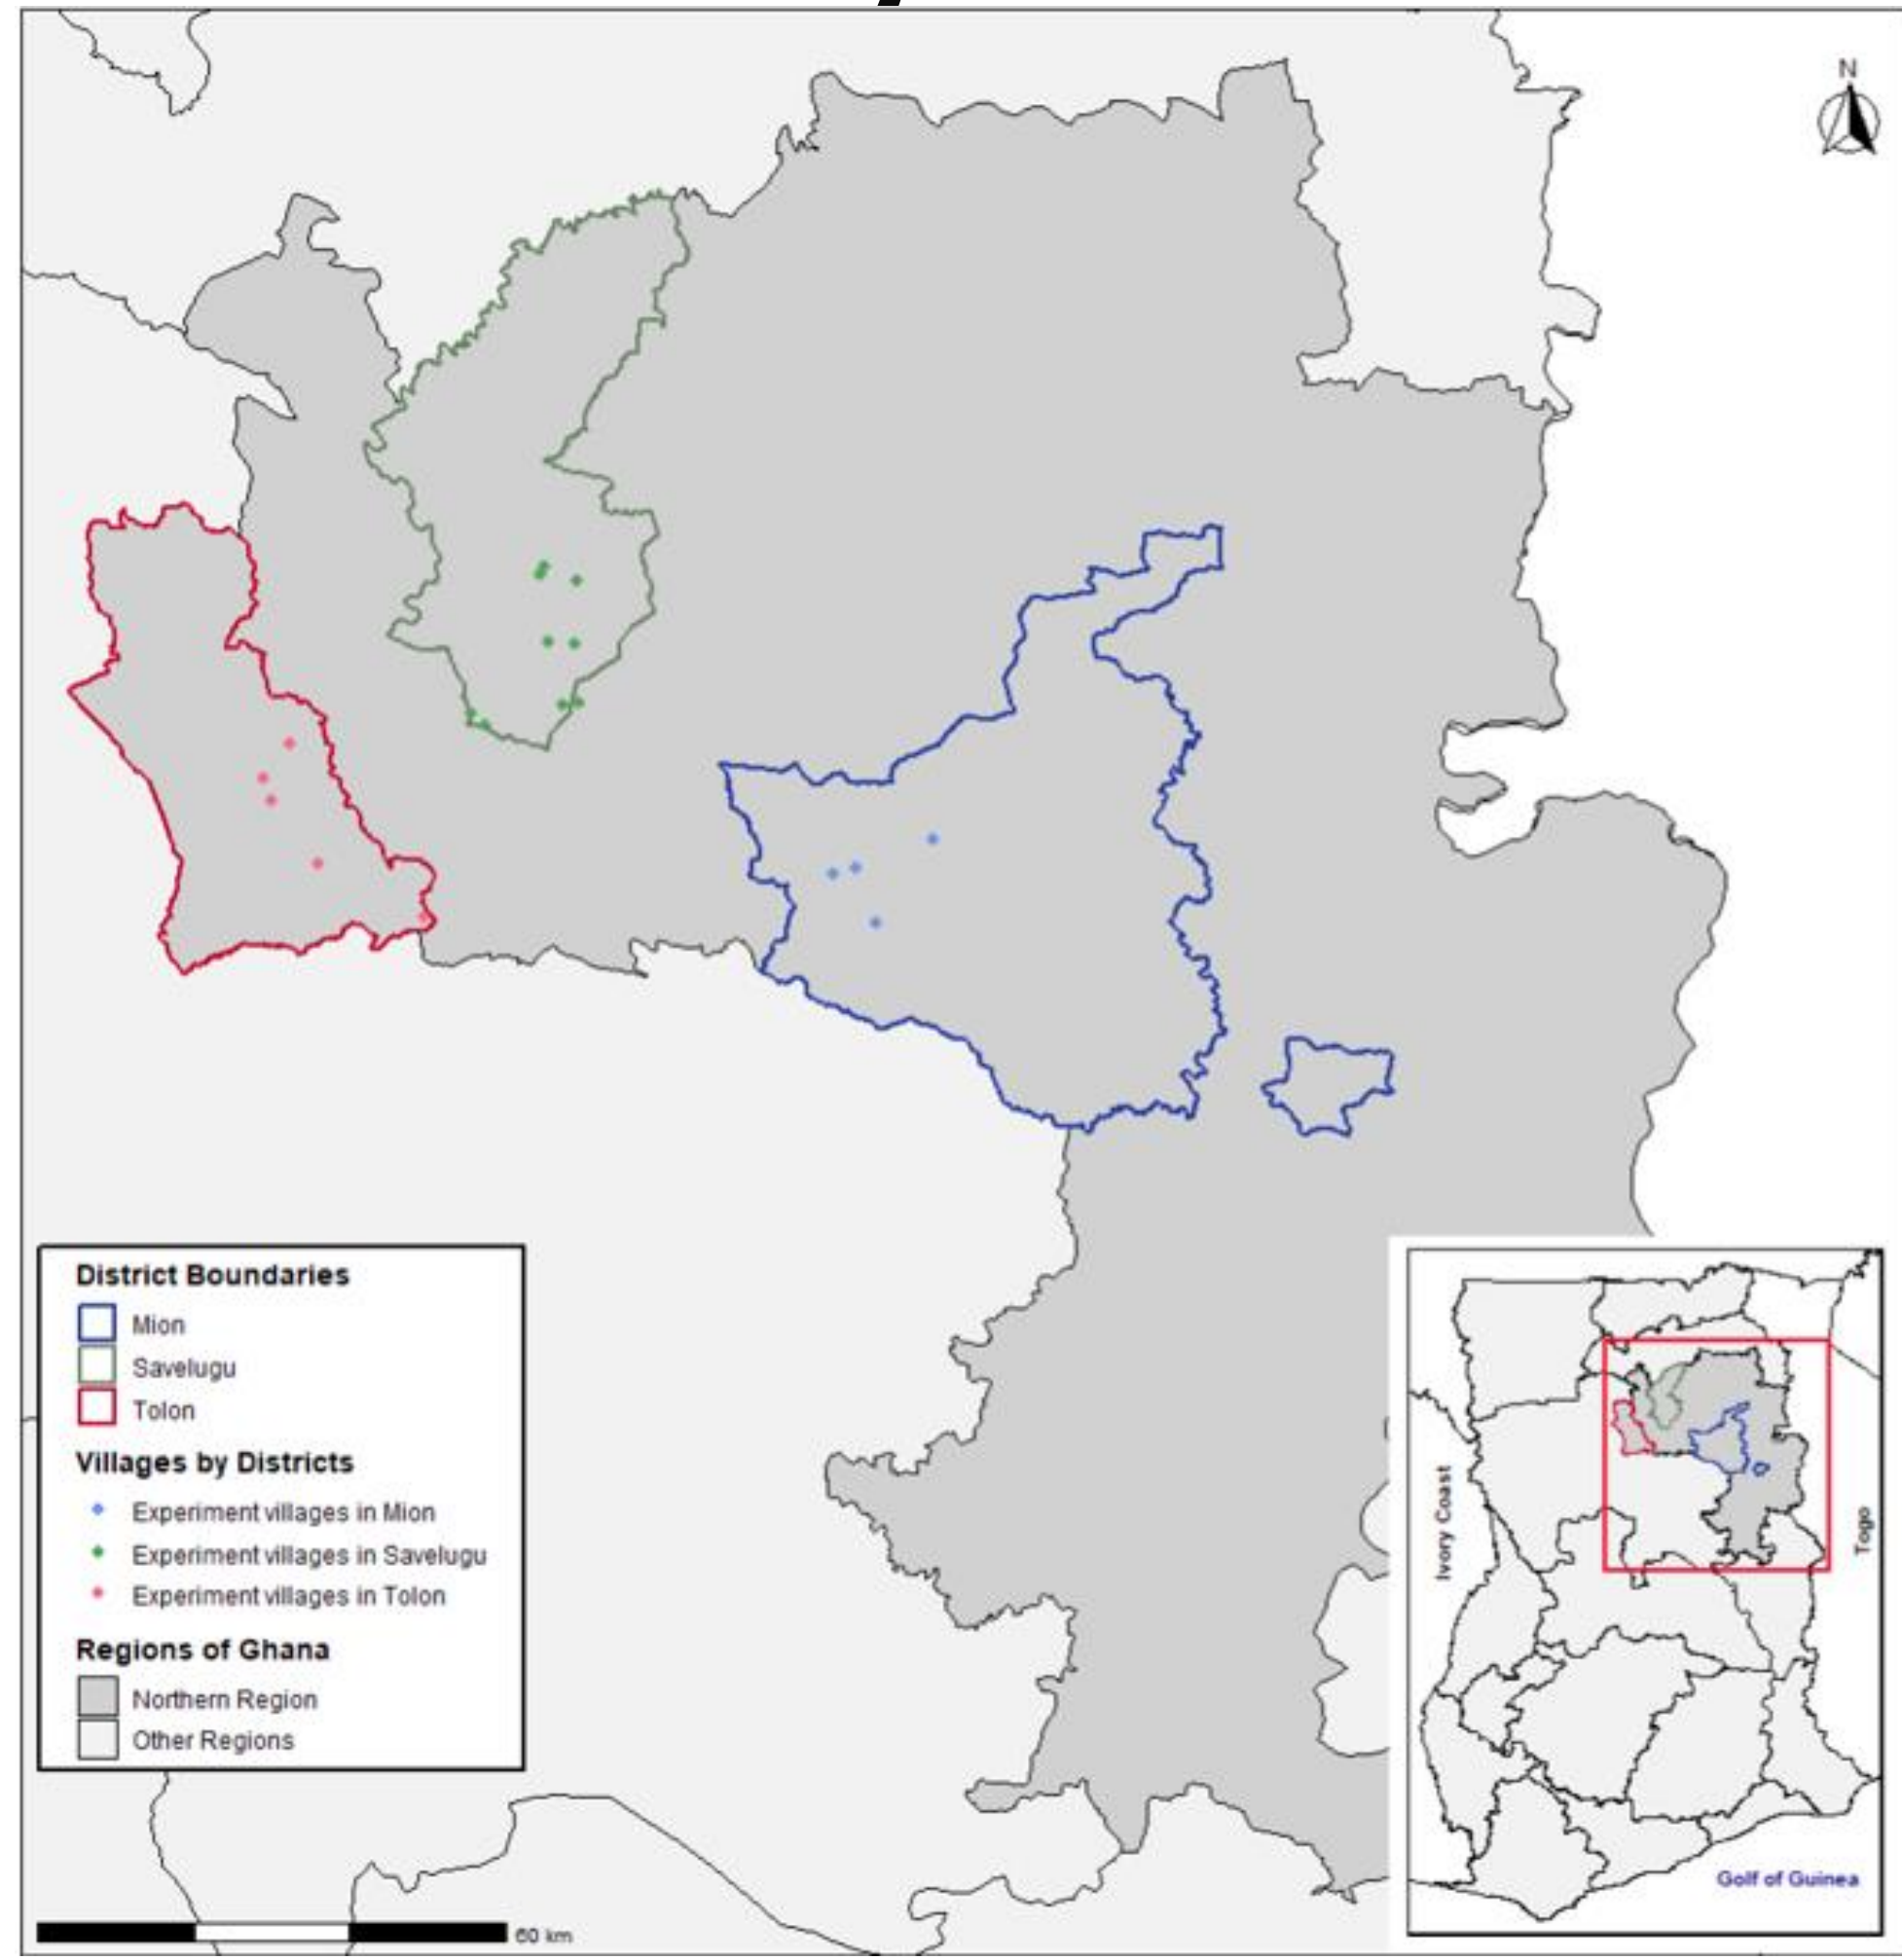 N
District Boundaries
Mion
Savelugu
Tolon
Villages by Districts
Experiment villages in Mion
Experiment villages in Savelugu
Experiment villages in Tolon
Regions of Ghana
Northern Region
Other Regions
60 km
Ivory Coast
Togo
Golf of Guinea